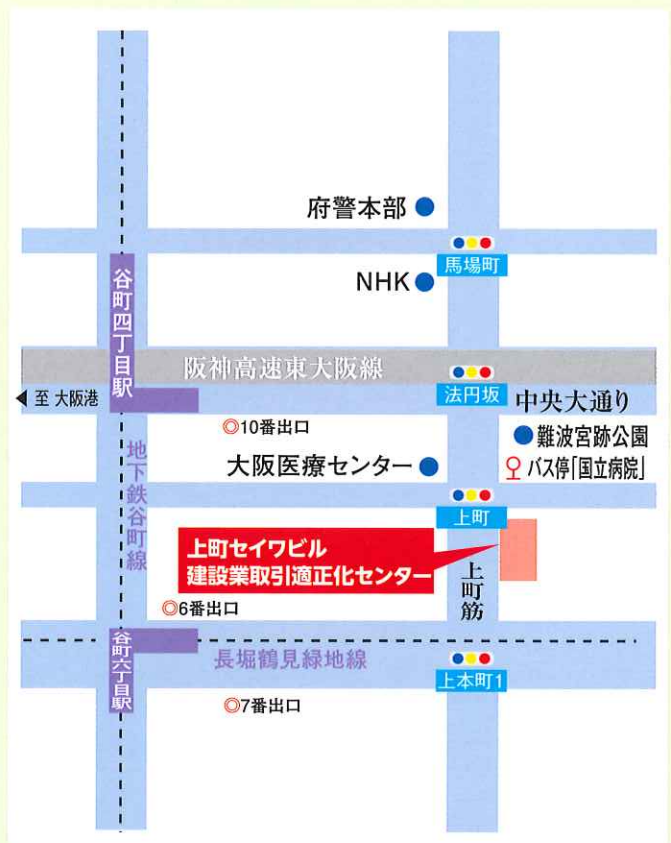 府警本部
馬場町
NHK
谷町四丁目駅
阪神高速東大阪線
至 大阪港
法円坂
中央大通り
◎10番出口
難波宮跡公園
大阪医療センター
バス停「国立病院」
地下鉄谷町線
上町
上町セイワビル
建設業取引適正化センター
上町筋
◎6番出口
谷町六丁目駅
長堀鶴見緑地線
上本町1
◎7番出口